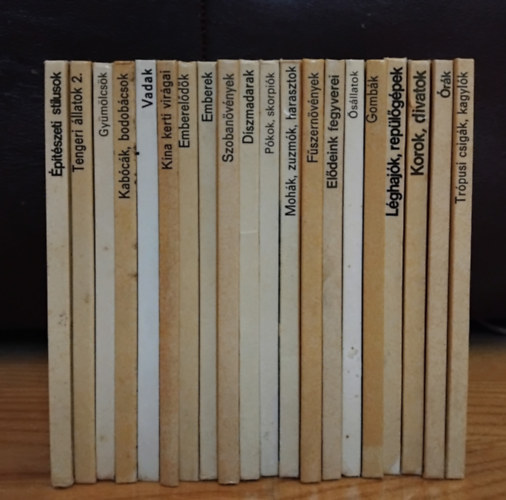 Építészeti stílusok
Tengeri állatok 2.
Gyümölcsök
Kabócák, bodobácsok
Vadak
Kína kerti virágai
Emberelődök
Emberek
Szobanövények
Díszmadarak
Pókok, skorpiók
Mohák, zuzmók, harasztok
Fűszernövények
Elődeink fegyverei
Ősállatok
Gombák
Léghajók, repülőgépek
Korok, divatok
Órák
Trópusi csigák, kagylók